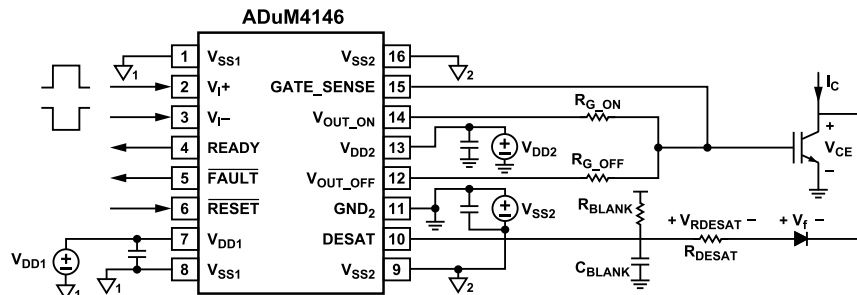 ADuM4146
1 VSS1
2 VI+
3 VI−
4 READY
5 FAULT
6 RESET
7 VDD1
8 VSS1
VSS2 16
GATE_SENSE 15
VOUT_ON 14
VDD2 13
VOUT_OFF 12
GND2 11
DESAT 10
VSS2 9
1
2
RG_ON
VDD2
RG_OFF
VSS2
RBLANK
CBLANK
+ VRDESAT −
RDESAT
+ Vf −
IC
+
VCE
−
VDD1
1
1
2